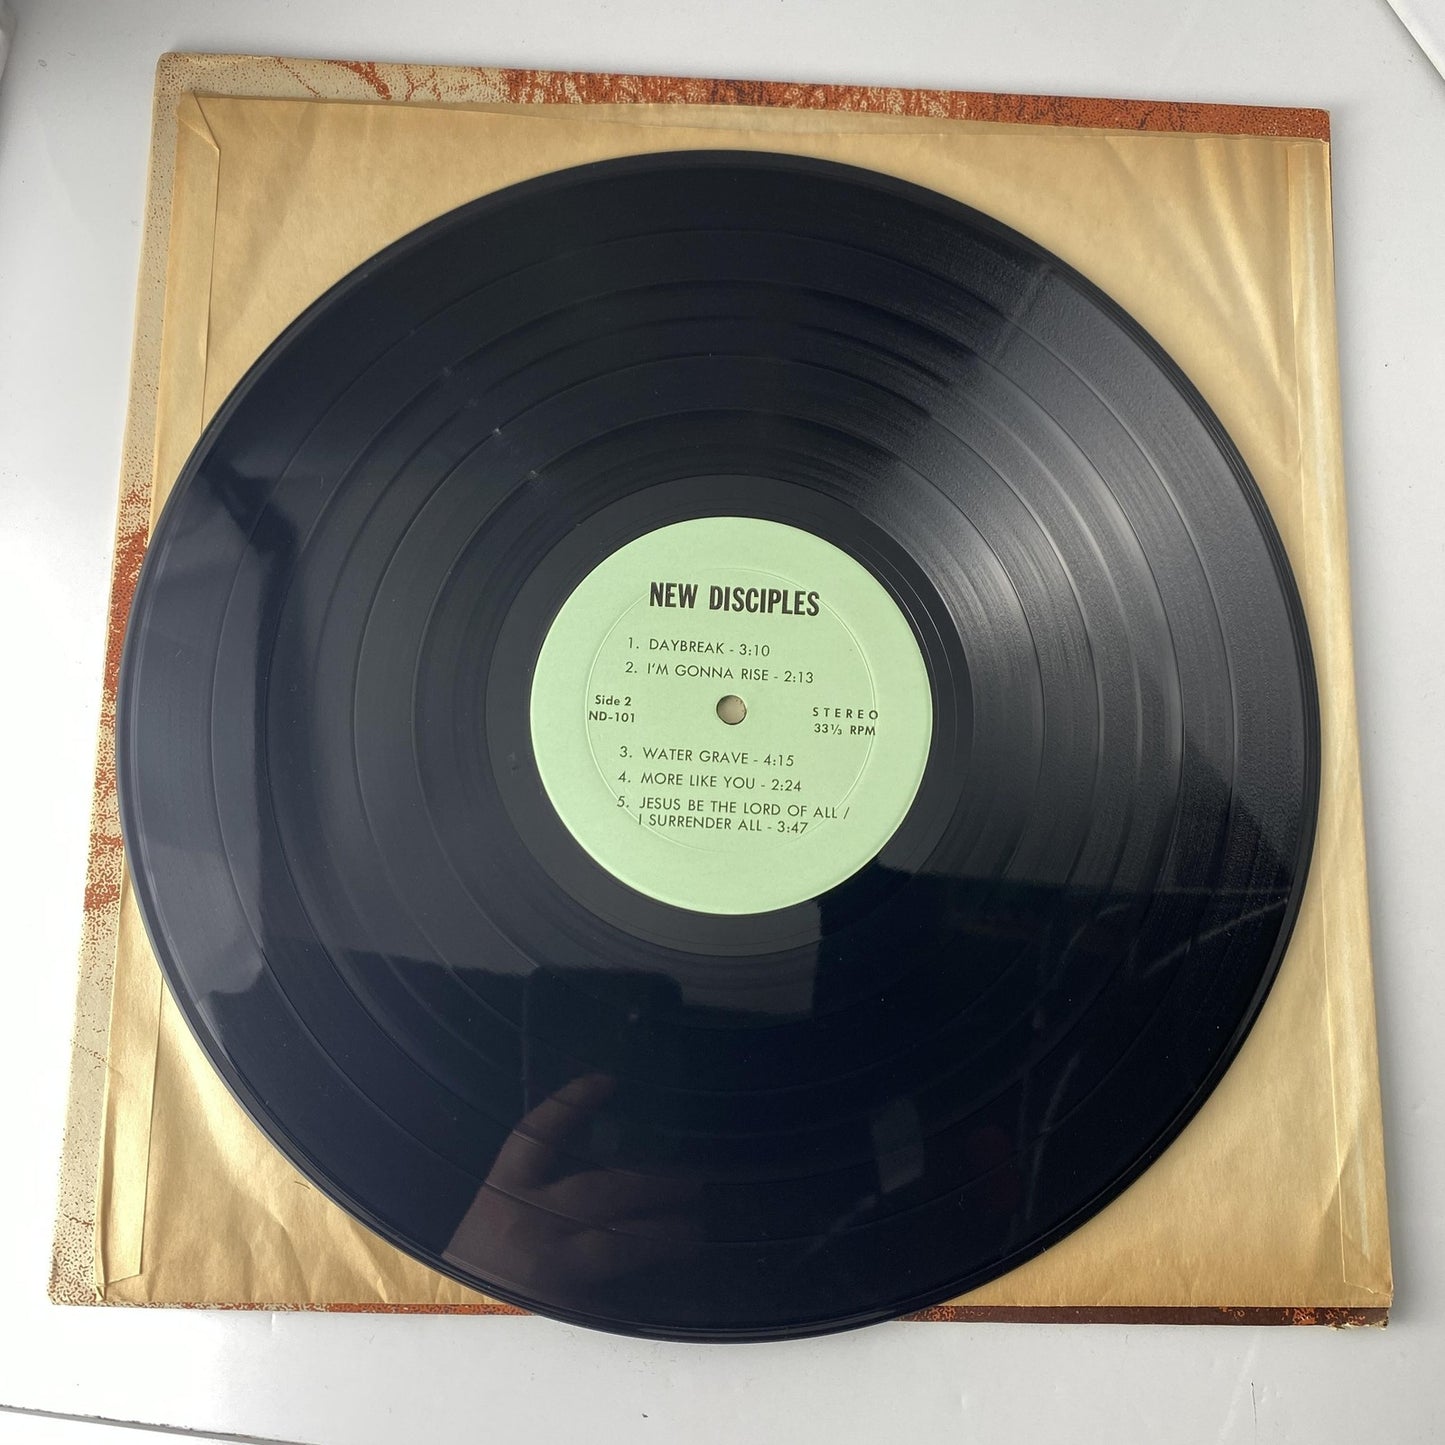 NEW DISCIPLES
1. DAYBREAK - 3:10
2. I'M GONNA RISE - 2:13
Side 2
ND-101
STEREO
33⅓ RPM
3. WATER GRAVE - 4:15
4. MORE LIKE YOU - 2:24
5. JESUS BE THE LORD OF ALL /
I SURRENDER ALL - 3:47